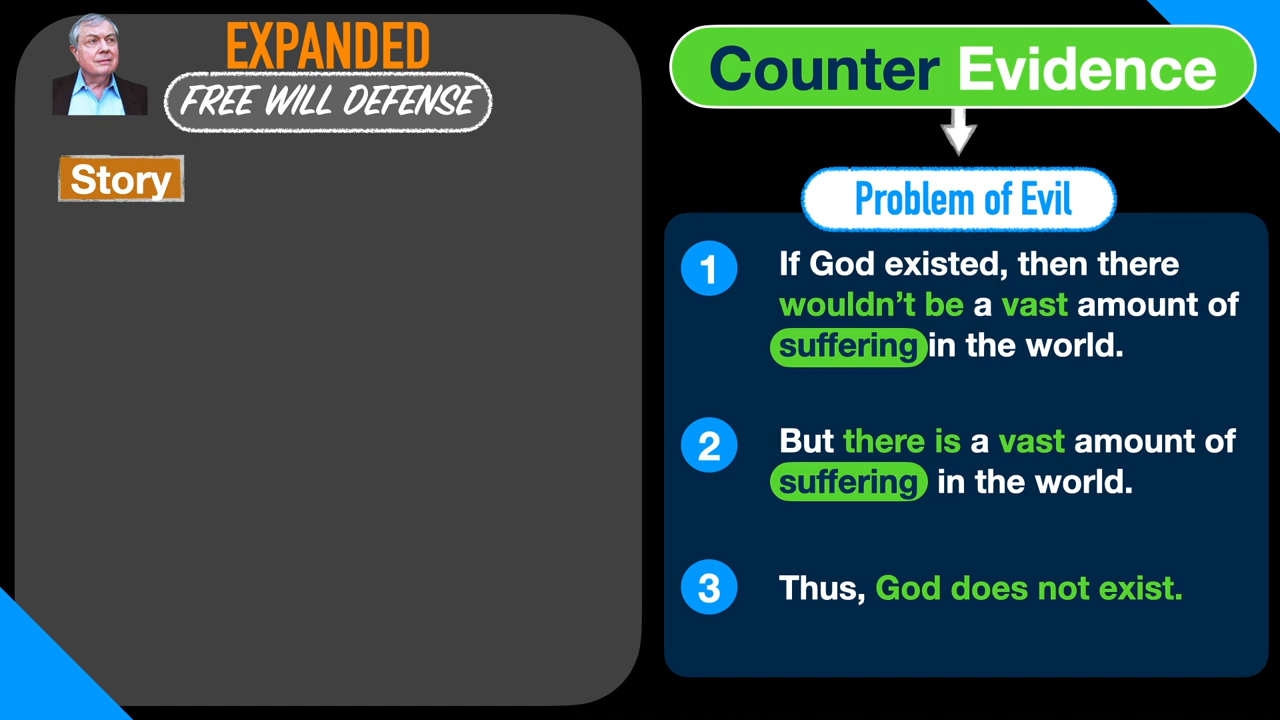 EXPANDED
FREE WILL DEFENSE
Story
Counter Evidence
Problem of Evil
1
If God existed, then there
wouldn’t be a vast amount of
suffering in the world.
2
But there is a vast amount of
suffering in the world.
3
Thus, God does not exist.